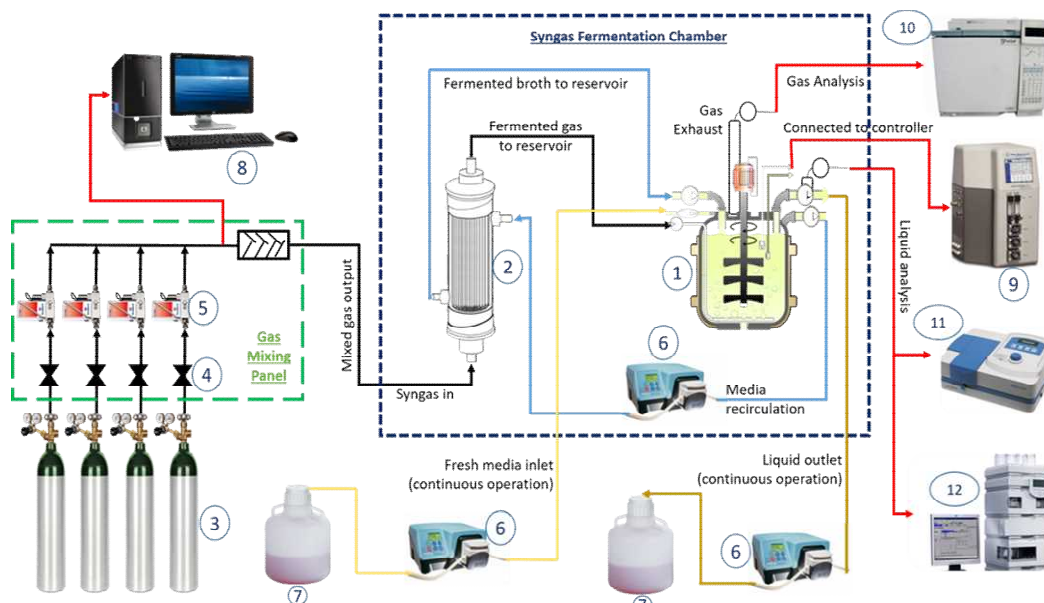 Syngas Fermentation Chamber
10
Fermented broth to reservoir
Gas Analysis
Gas
Exhaust
Connected to controller
Fermented gas
to reservoir
8
2
1
9
Liquid analysis
5
Gas
Mixing
Panel
4
Mixed gas output
Syngas in
6
Media
recirculation
11
3
Fresh media inlet
(continuous operation)
Liquid outlet
(continuous operation)
12
6
6
7
7